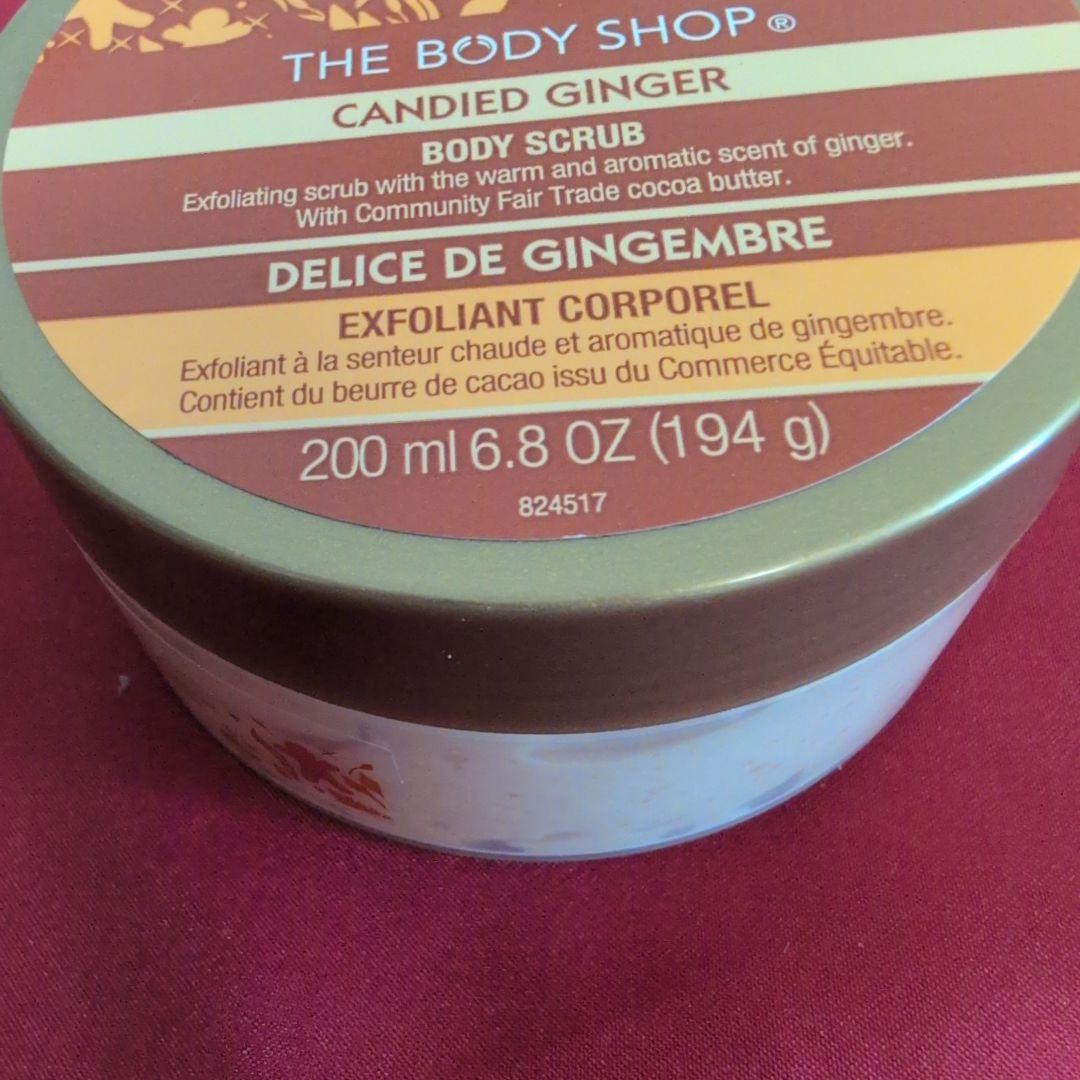 THE BODY SHOP®
CANDIED GINGER
BODY SCRUB
Exfoliating scrub with the warm and aromatic scent of ginger.
With Community Fair Trade cocoa butter.
DELICE DE GINGEMBRE
EXFOLIANT CORPOREL
Exfoliant à la senteur chaude et aromatique de gingembre.
Contient du beurre de cacao issu du Commerce Équitable.
200 ml 6.8 OZ (194 g)
824517